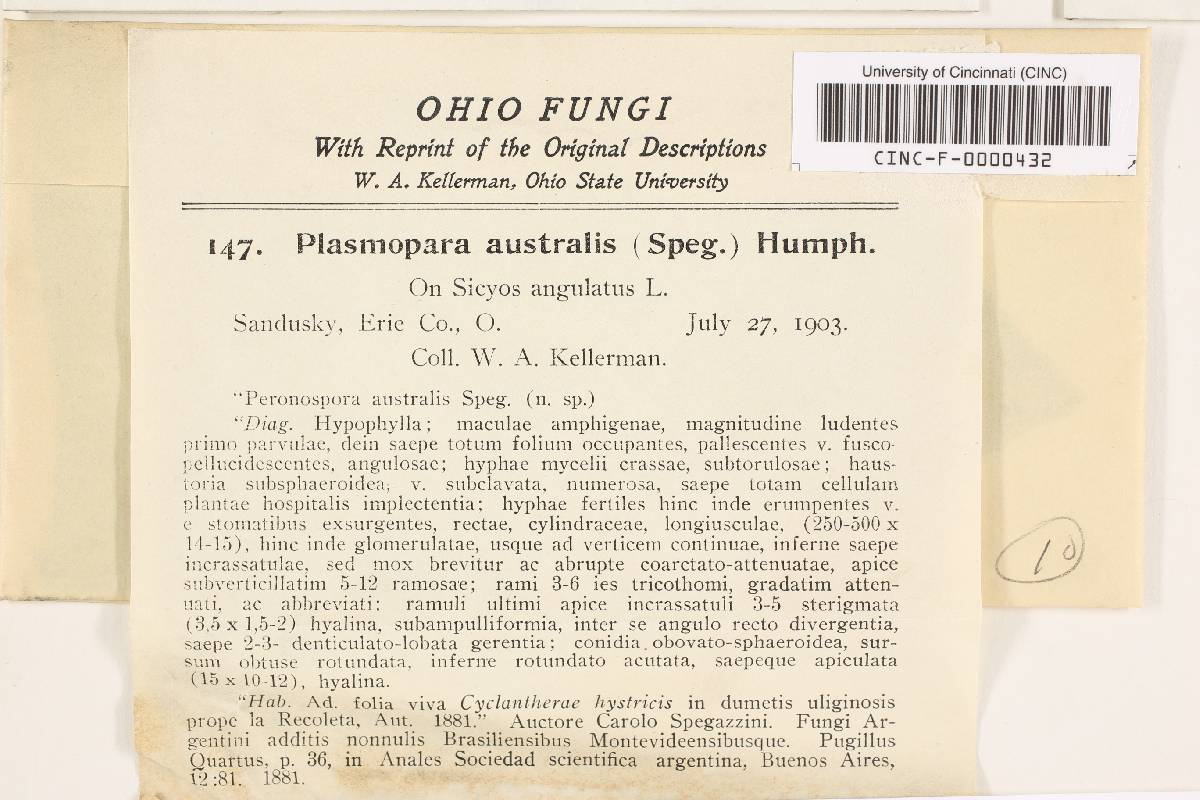 University of Cincinnati (CINC)
CINC-F-0000432
OHIO FUNGI
With Reprint of the Original Descriptions
W. A. Kellerman, Ohio State University
147. Plasmopara australis (Speg.) Humph.
On Sicyos angulatus L.
Sandusky, Erie Co., O. July 27, 1903.
Coll. W. A. Kellerman.
"Peronospora australis Speg. (n. sp.)
"Diag. Hypophylla; maculae amphigenae, magnitudine ludentes
primo parvulae, dein saepe totum folium occupantes, pallescentes v. fusco-
pellucidescentes, angulosae; hyphae mycelii crassae, subtorulosae; haus-
toria subsphaeroidea, v. subclavata, numerosa, saepe totam cellulam
plantae hospitalis implectentia; hyphae fertiles hinc inde erumpentes v.
e stomatibus exsurgentes, rectae, cylindraceae, longiusculae, (250-500 x
14-15), hinc inde glomerulatae, usque ad verticem continuae, inferne saepe
incrassatulae, sed mox brevitur ac abrupte coarctato-attenuatae, apice
subverticillatim 5-12 ramosae; rami 3-6 ies tricothomi, gradatim atten-
uati, ac abbreviati; ramuli ultimi apice incrassatuli 3-5 sterigmata
(3,5 x 1,5-2) hyalina, subampulliformia, inter se angulo recto divergentia,
saepe 2-3- denticulato-lobata gerentia; conidia obovato-sphaeroidea, sur-
sum obtuse rotundata, inferne rotundato acutata, saepeque apiculata
(15 x 10-12), hyalina.
"Hab. Ad. folia viva Cyclantherae hystricis in dumetis uliginosis
prope la Recoleta, Aut. 1881." Auctore Carolo Spegazzini. Fungi Ar-
gentini additis nonnulis Brasiliensibus Montevideensibusque. Pugillus
Quartus, p. 36, in Anales Sociedad scientifica argentina, Buenos Aires,
12:81. 1881.
10